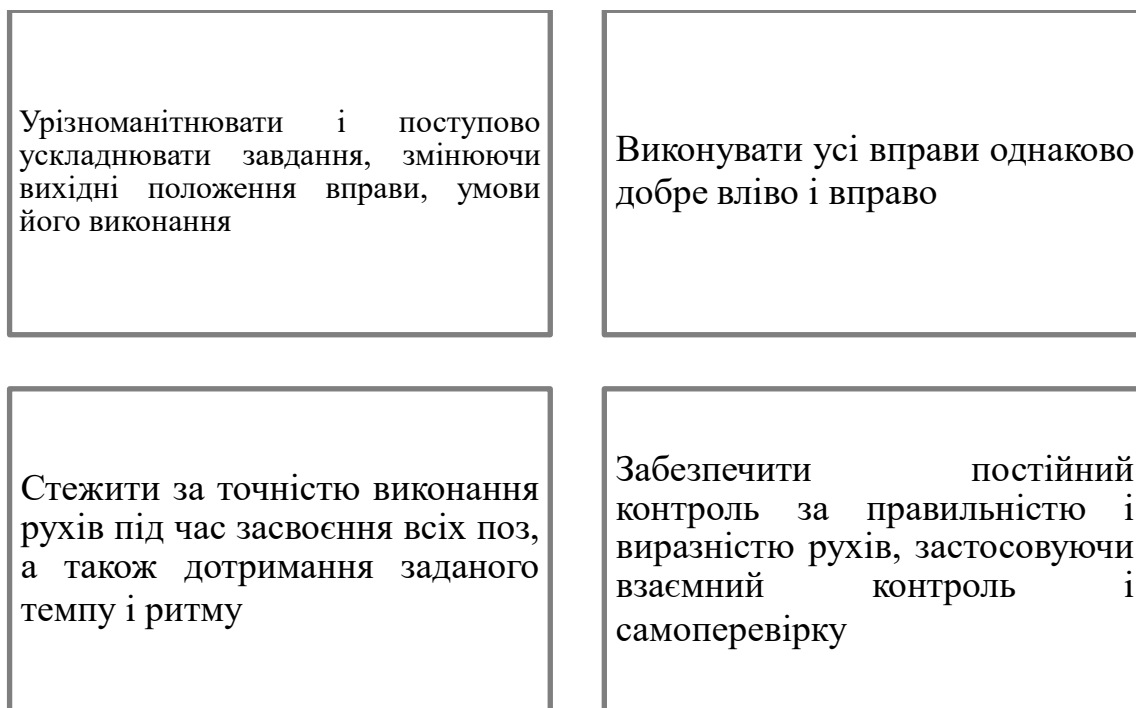 Урізноманітнювати і поступово
ускладнювати завдання, змінюючи
вихідні положення вправи, умови
його виконання
Виконувати усі вправи однаково
добре вліво і вправо
Стежити за точністю виконання
рухів під час засвоєння всіх поз,
а також дотримання заданого
темпу і ритму
Забезпечити постійний
контроль за правильністю і
виразністю рухів, застосовуючи
взаємний контроль і
самоперевірку